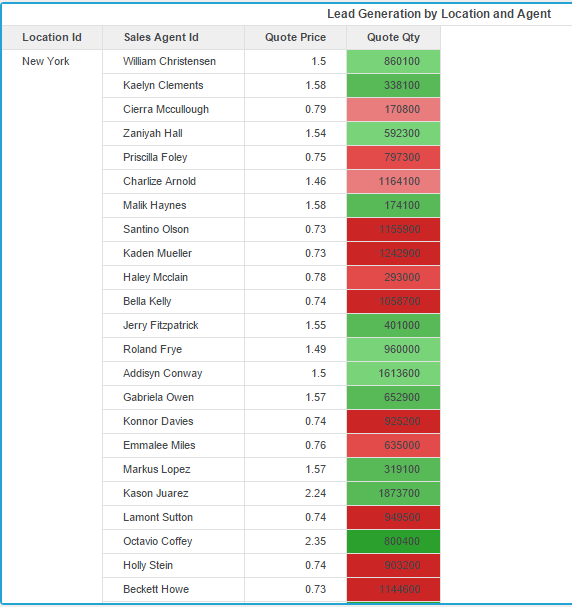 Lead Generation by Location and Agent
Location Id Sales Agent Id Quote Price Quote Qty
New York William Christensen 1.5 860100
Kaelyn Clements 1.58 338100
Cierra Mccullough 0.79 170800
Zaniyah Hall 1.54 592300
Priscilla Foley 0.75 797300
Charlize Arnold 1.46 1164100
Malik Haynes 1.58 174100
Santino Olson 0.73 1155900
Kaden Mueller 0.73 1242900
Haley Mcclain 0.78 293000
Bella Kelly 0.74 1056700
Jerry Fitzpatrick 1.55 401000
Roland Frye 1.49 960000
Addisyn Conway 1.5 1613600
Gabriela Owen 1.57 652900
Konnor Davies 0.74 925200
Emmalee Miles 0.76 635000
Markus Lopez 1.57 319100
Kason Juarez 2.24 1873700
Lamont Sutton 0.74 949500
Octavio Coffey 2.35 800400
Holly Stein 0.74 903200
Beckett Howe 0.73 1144600